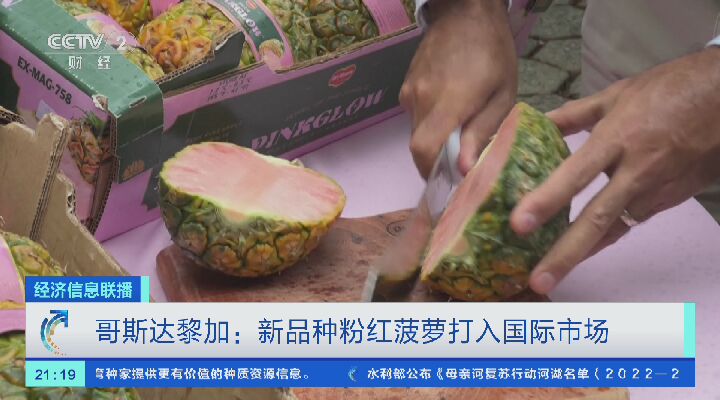 CCTV 2
财经
EX-MAG-758
Del Monte
PINKGLOW
经济信息联播
哥斯达黎加：新品种粉红菠萝打入国际市场
21:19 育种家提供更有价值的种质资源信息。 水利部公布《母亲河复苏行动河湖名单（2022—2